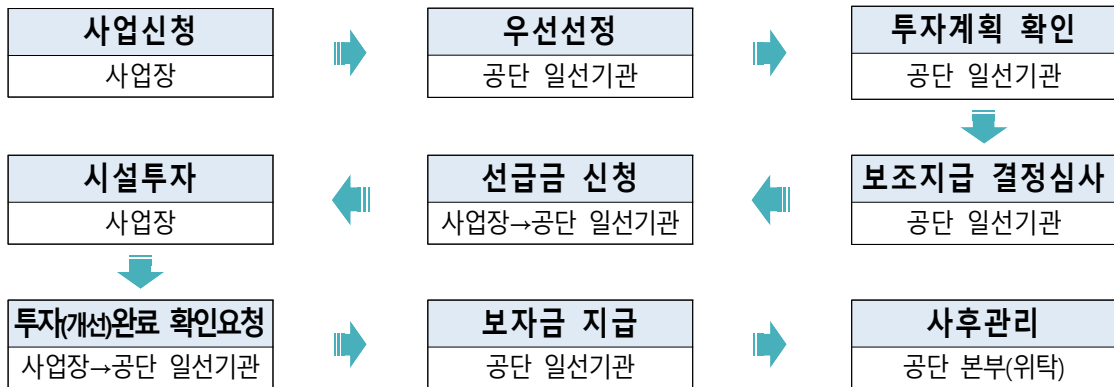 사업신청
사업장
우선선정
공단 일선기관
투자계획 확인
공단 일선기관
시설투자
사업장
선급금 신청
사업장→공단 일선기관
보조지급 결정심사
공단 일선기관
투자(개선)완료 확인요청
사업장→공단 일선기관
보자금 지급
공단 일선기관
사후관리
공단 본부(위탁)